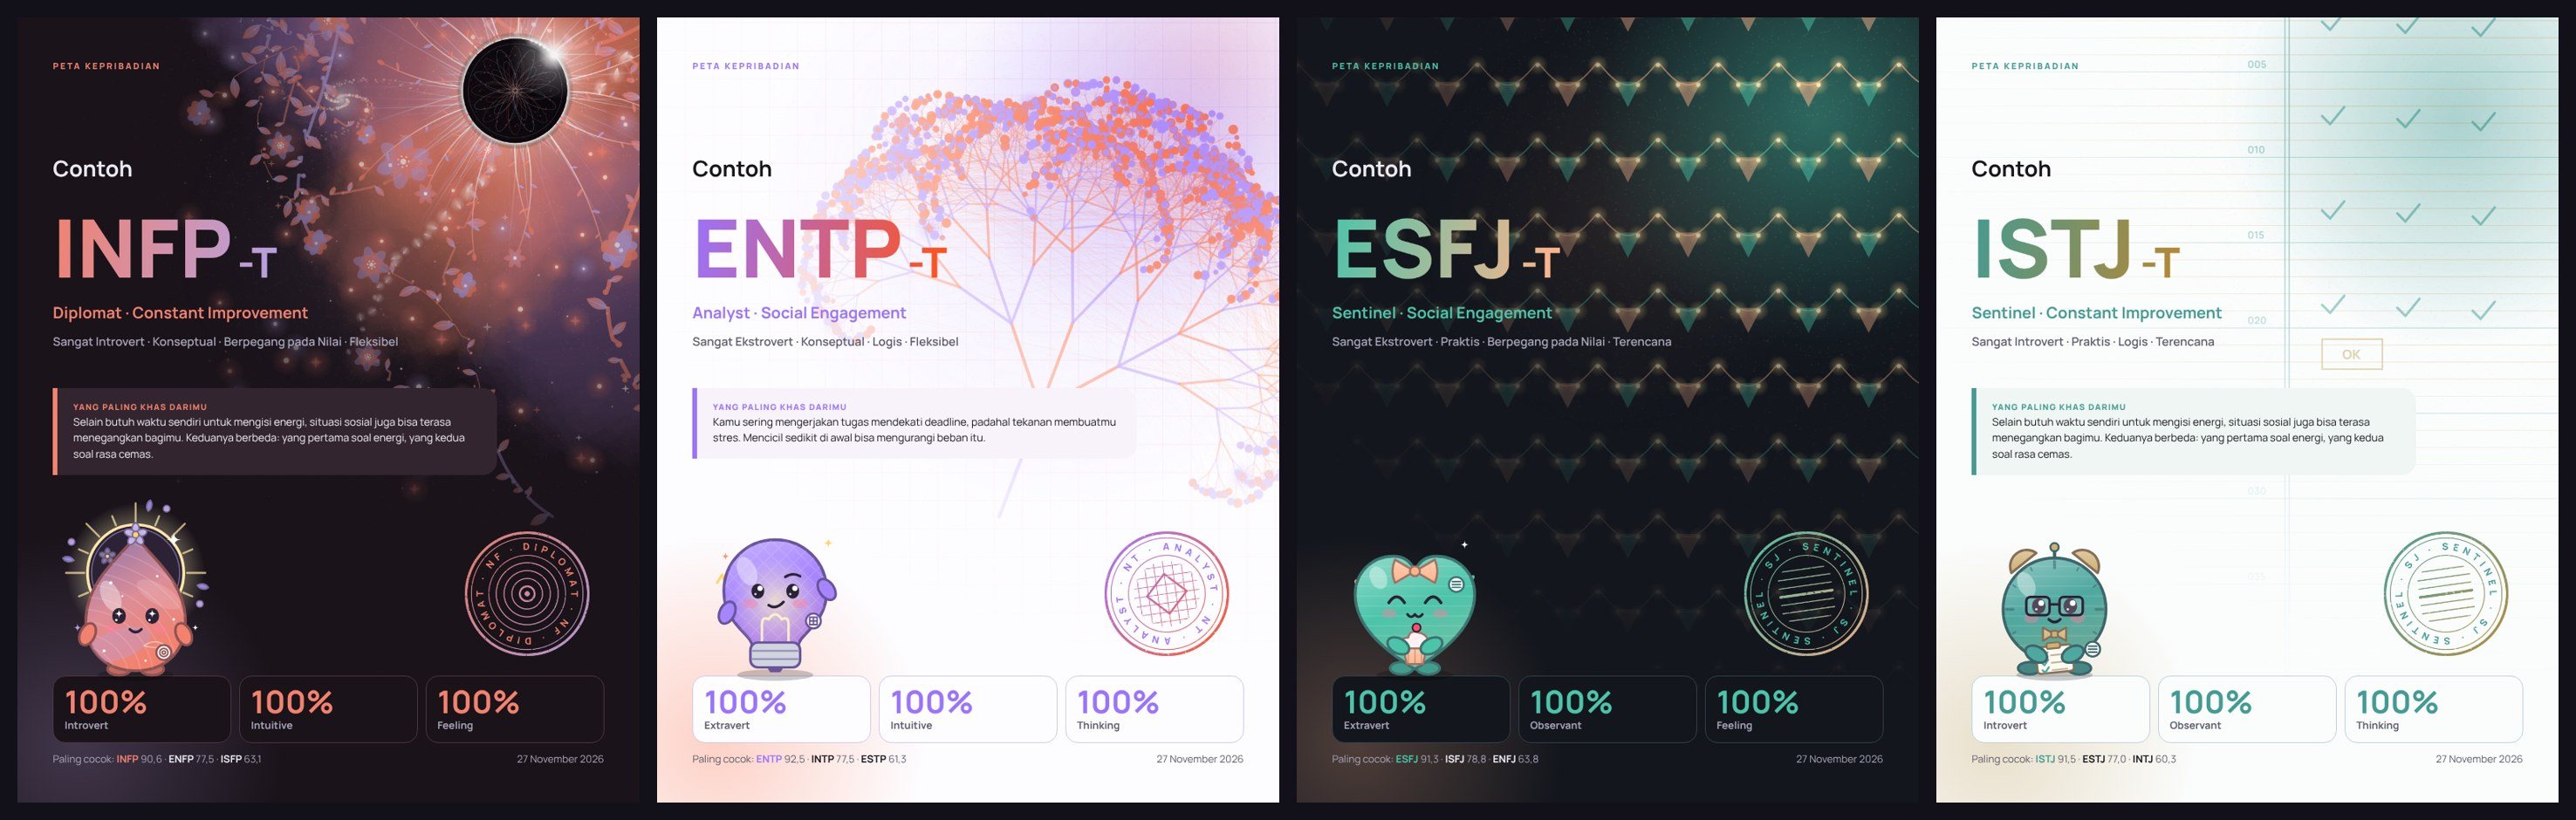 PETA KEPRIBADIAN
Contoh
INFP-T
Diplomat · Constant Improvement
Sangat Introvert · Konseptual · Berpegang pada Nilai · Fleksibel
YANG PALING KHAS DARIMU
Selain butuh waktu sendiri untuk mengisi energi, situasi sosial juga bisa terasa
menegangkan bagimu. Keduanya berbeda: yang pertama soal energi, yang kedua
soal rasa cemas.
DIPLOMAT · NF · DIPLOMAT · NF ·
100%
Introvert
100%
Intuitive
100%
Feeling
Paling cocok: INFP 90,6 · ENFP 77,5 · ISFP 63,1
27 November 2026
PETA KEPRIBADIAN
Contoh
ENTP-T
Analyst · Social Engagement
Sangat Ekstrovert · Konseptual · Logis · Fleksibel
YANG PALING KHAS DARIMU
Kamu sering mengerjakan tugas mendekati deadline, padahal tekanan membuatmu
stres. Mencicil sedikit di awal bisa mengurangi beban itu.
ANALYST · NT · ANALYST · NT ·
100%
Extravert
100%
Intuitive
100%
Thinking
Paling cocok: ENTP 92,5 · INTP 77,5 · ESTP 61,3
27 November 2026
PETA KEPRIBADIAN
Contoh
ESFJ-T
Sentinel · Social Engagement
Sangat Ekstrovert · Praktis · Berpegang pada Nilai · Terencana
SENTINEL · SJ · SENTINEL · SJ ·
100%
Extravert
100%
Observant
100%
Feeling
Paling cocok: ESFJ 91,3 · ISFJ 78,8 · ENFJ 63,8
27 November 2026
PETA KEPRIBADIAN
005
010
Contoh
ISTJ-T
015
Sentinel · Constant Improvement
020
Sangat Introvert · Praktis · Logis · Terencana
OK
YANG PALING KHAS DARIMU
Selain butuh waktu sendiri untuk mengisi energi, situasi sosial juga bisa terasa
menegangkan bagimu. Keduanya berbeda: yang pertama soal energi, yang kedua
soal rasa cemas.
030
SENTINEL · SJ · SENTINEL · SJ ·
100%
Introvert
100%
Observant
100%
Thinking
Paling cocok: ISTJ 91,5 · ESTJ 77,0 · INTJ 60,3
27 November 2026